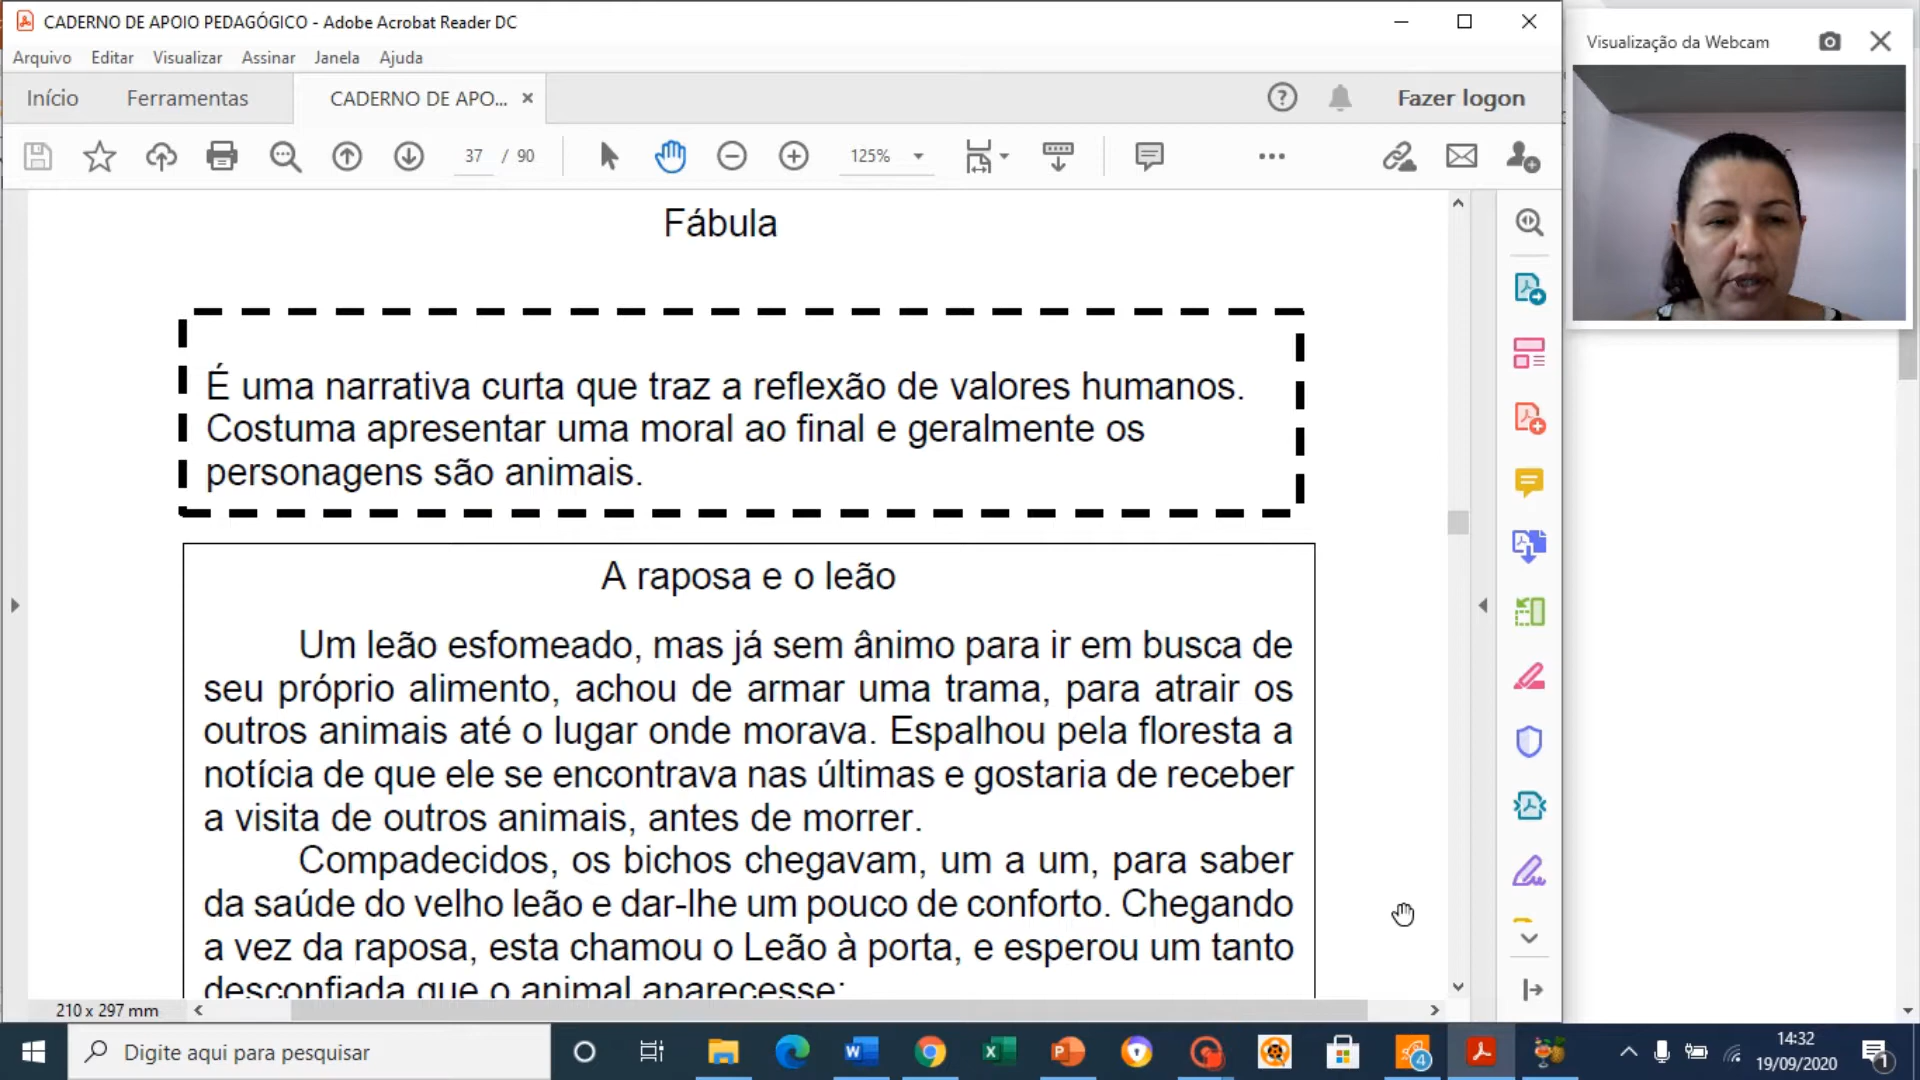 CADERNO DE APOIO PEDAGÓGICO - Adobe Acrobat Reader DC
Visualização da Webcam
Arquivo Editar Visualizar Assinar Janela Ajuda
Início Ferramentas CADERNO DE APO... Fazer logon
37 / 90 125%
Fábula
É uma narrativa curta que traz a reflexão de valores humanos.
Costuma apresentar uma moral ao final e geralmente os
personagens são animais.
A raposa e o leão
Um leão esfomeado, mas já sem ânimo para ir em busca de
seu próprio alimento, achou de armar uma trama, para atrair os
outros animais até o lugar onde morava. Espalhou pela floresta a
notícia de que ele se encontrava nas últimas e gostaria de receber
a visita de outros animais, antes de morrer.
Compadecidos, os bichos chegavam, um a um, para saber
da saúde do velho leão e dar-lhe um pouco de conforto. Chegando
a vez da raposa, esta chamou o Leão à porta, e esperou um tanto
desconfiada que o animal aparecesse:
210 x 297 mm
Digite aqui para pesquisar
4
14:32
19/09/2020
1